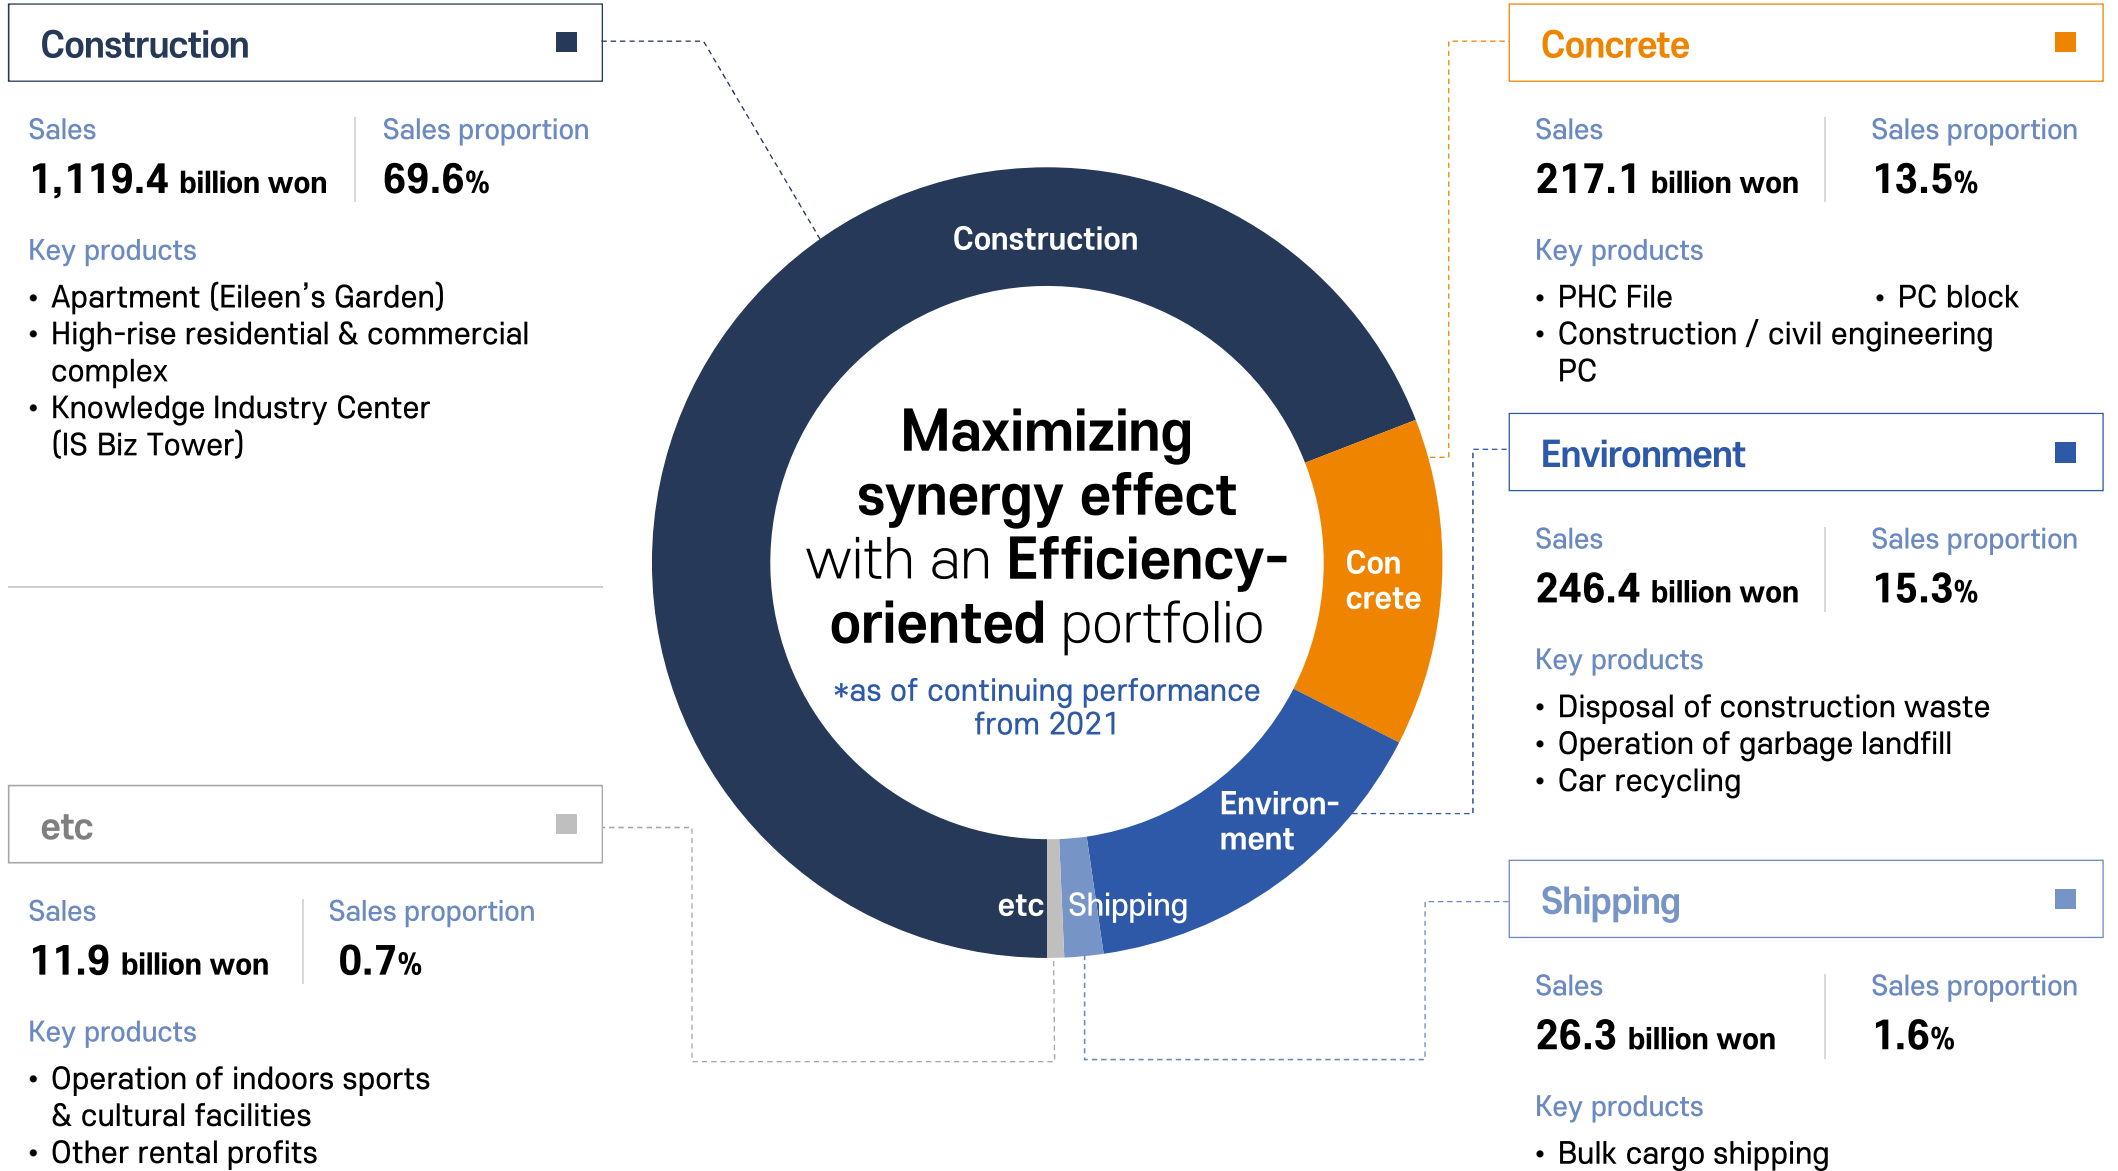 Construction
Sales
Sales proportion
1,119.4 billion won
69.6%
Key products
• Apartment (Eileen's Garden)
• High-rise residential & commercial
complex
• Knowledge Industry Center
(IS Biz Tower)
etc
Sales
Sales proportion
11.9 billion won
0.7%
Key products
• Operation of indoors sports
& cultural facilities
• Other rental profits
Construction
Maximizing
synergy effect
with an Efficiency-
oriented portfolio
*as of continuing performance
from 2021
Con
crete
Environ-
ment
etc
Shipping
Concrete
Sales
Sales proportion
217.1 billion won
13.5%
Key products
• PHC File
• PC block
• Construction / civil engineering
PC
Environment
Sales
Sales proportion
246.4 billion won
15.3%
Key products
• Disposal of construction waste
• Operation of garbage landfill
• Car recycling
Shipping
Sales
Sales proportion
26.3 billion won
1.6%
Key products
• Bulk cargo shipping